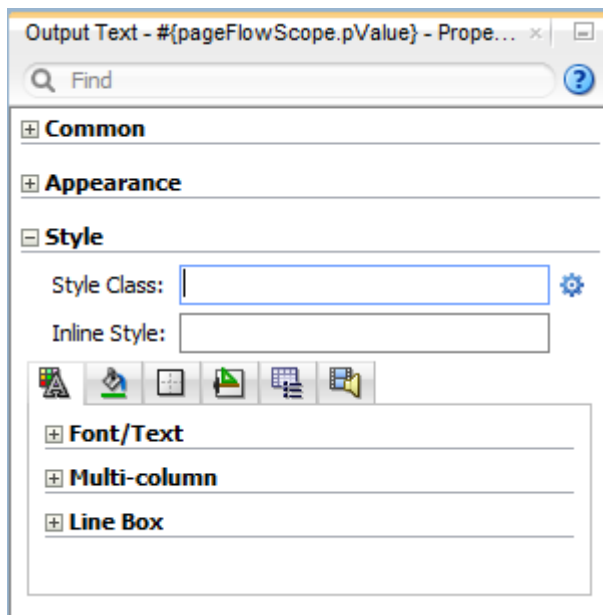 Output Text - #{pageFlowScope.pValue} - Prope...
Find
Common
Appearance
Style
Style Class:
Inline Style:
Font/Text
Multi-column
Line Box